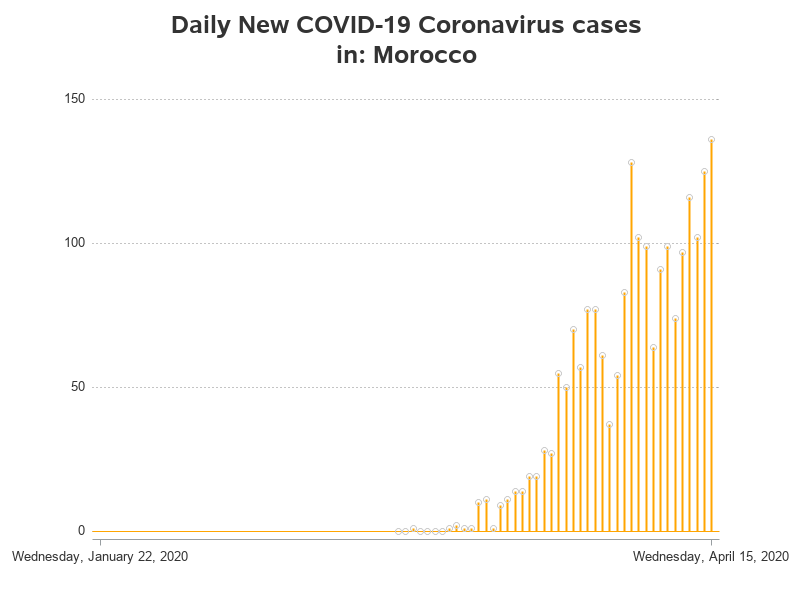 Daily New COVID-19 Coronavirus cases
in: Morocco
150
100
50
0
Wednesday, January 22, 2020
Wednesday, April 15, 2020